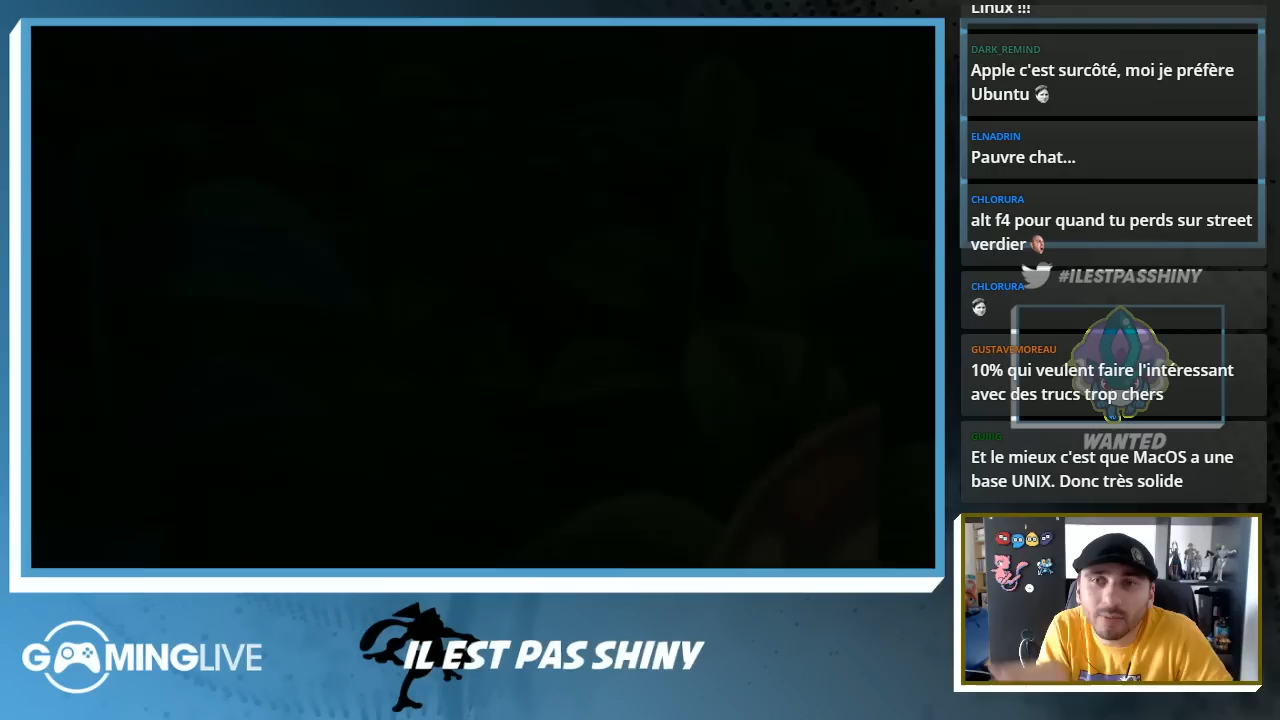 Linux !!!
DARK_REMIND
Apple c'est surcôté, moi je préfère
Ubuntu
ELNADRIN
Pauvre chat...
CHLORURA
alt f4 pour quand tu perds sur street
verdier
#ILESTPASSHINY
CHLORURA
GUSTAVEMOREAU
10% qui veulent faire l'intéressant
avec des trucs trop chers
WANTED
Et le mieux c'est que MacOS a une
base UNIX. Donc très solide
GAMINGLIVE
IL EST PAS SHINY